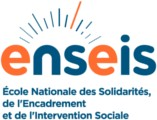 enseis
École Nationale des Solidarités,
de l'Encadrement
et de l'Intervention Sociale